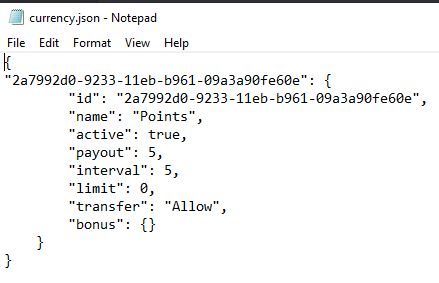 currency.json - Notepad
File Edit Format View Help
{
"2a7992d0-9233-11eb-b961-09a3a90fe60e": {
"id": "2a7992d0-9233-11eb-b961-09a3a90fe60e",
"name": "Points",
"active": true,
"payout": 5,
"interval": 5,
"limit": 0,
"transfer": "Allow",
"bonus": {}
}
}